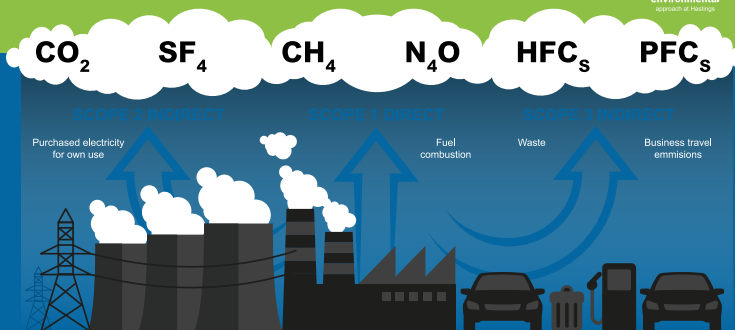 environmental
approach at Hastings
CO2 SF4 CH4 N4O HFCS PFCS
SCOPE 2 INDIRECT SCOPE 1 DIRECT SCOPE 3 INDIRECT
Purchased electricity
for own use
Fuel
combustion
Waste
Business travel
emmisions